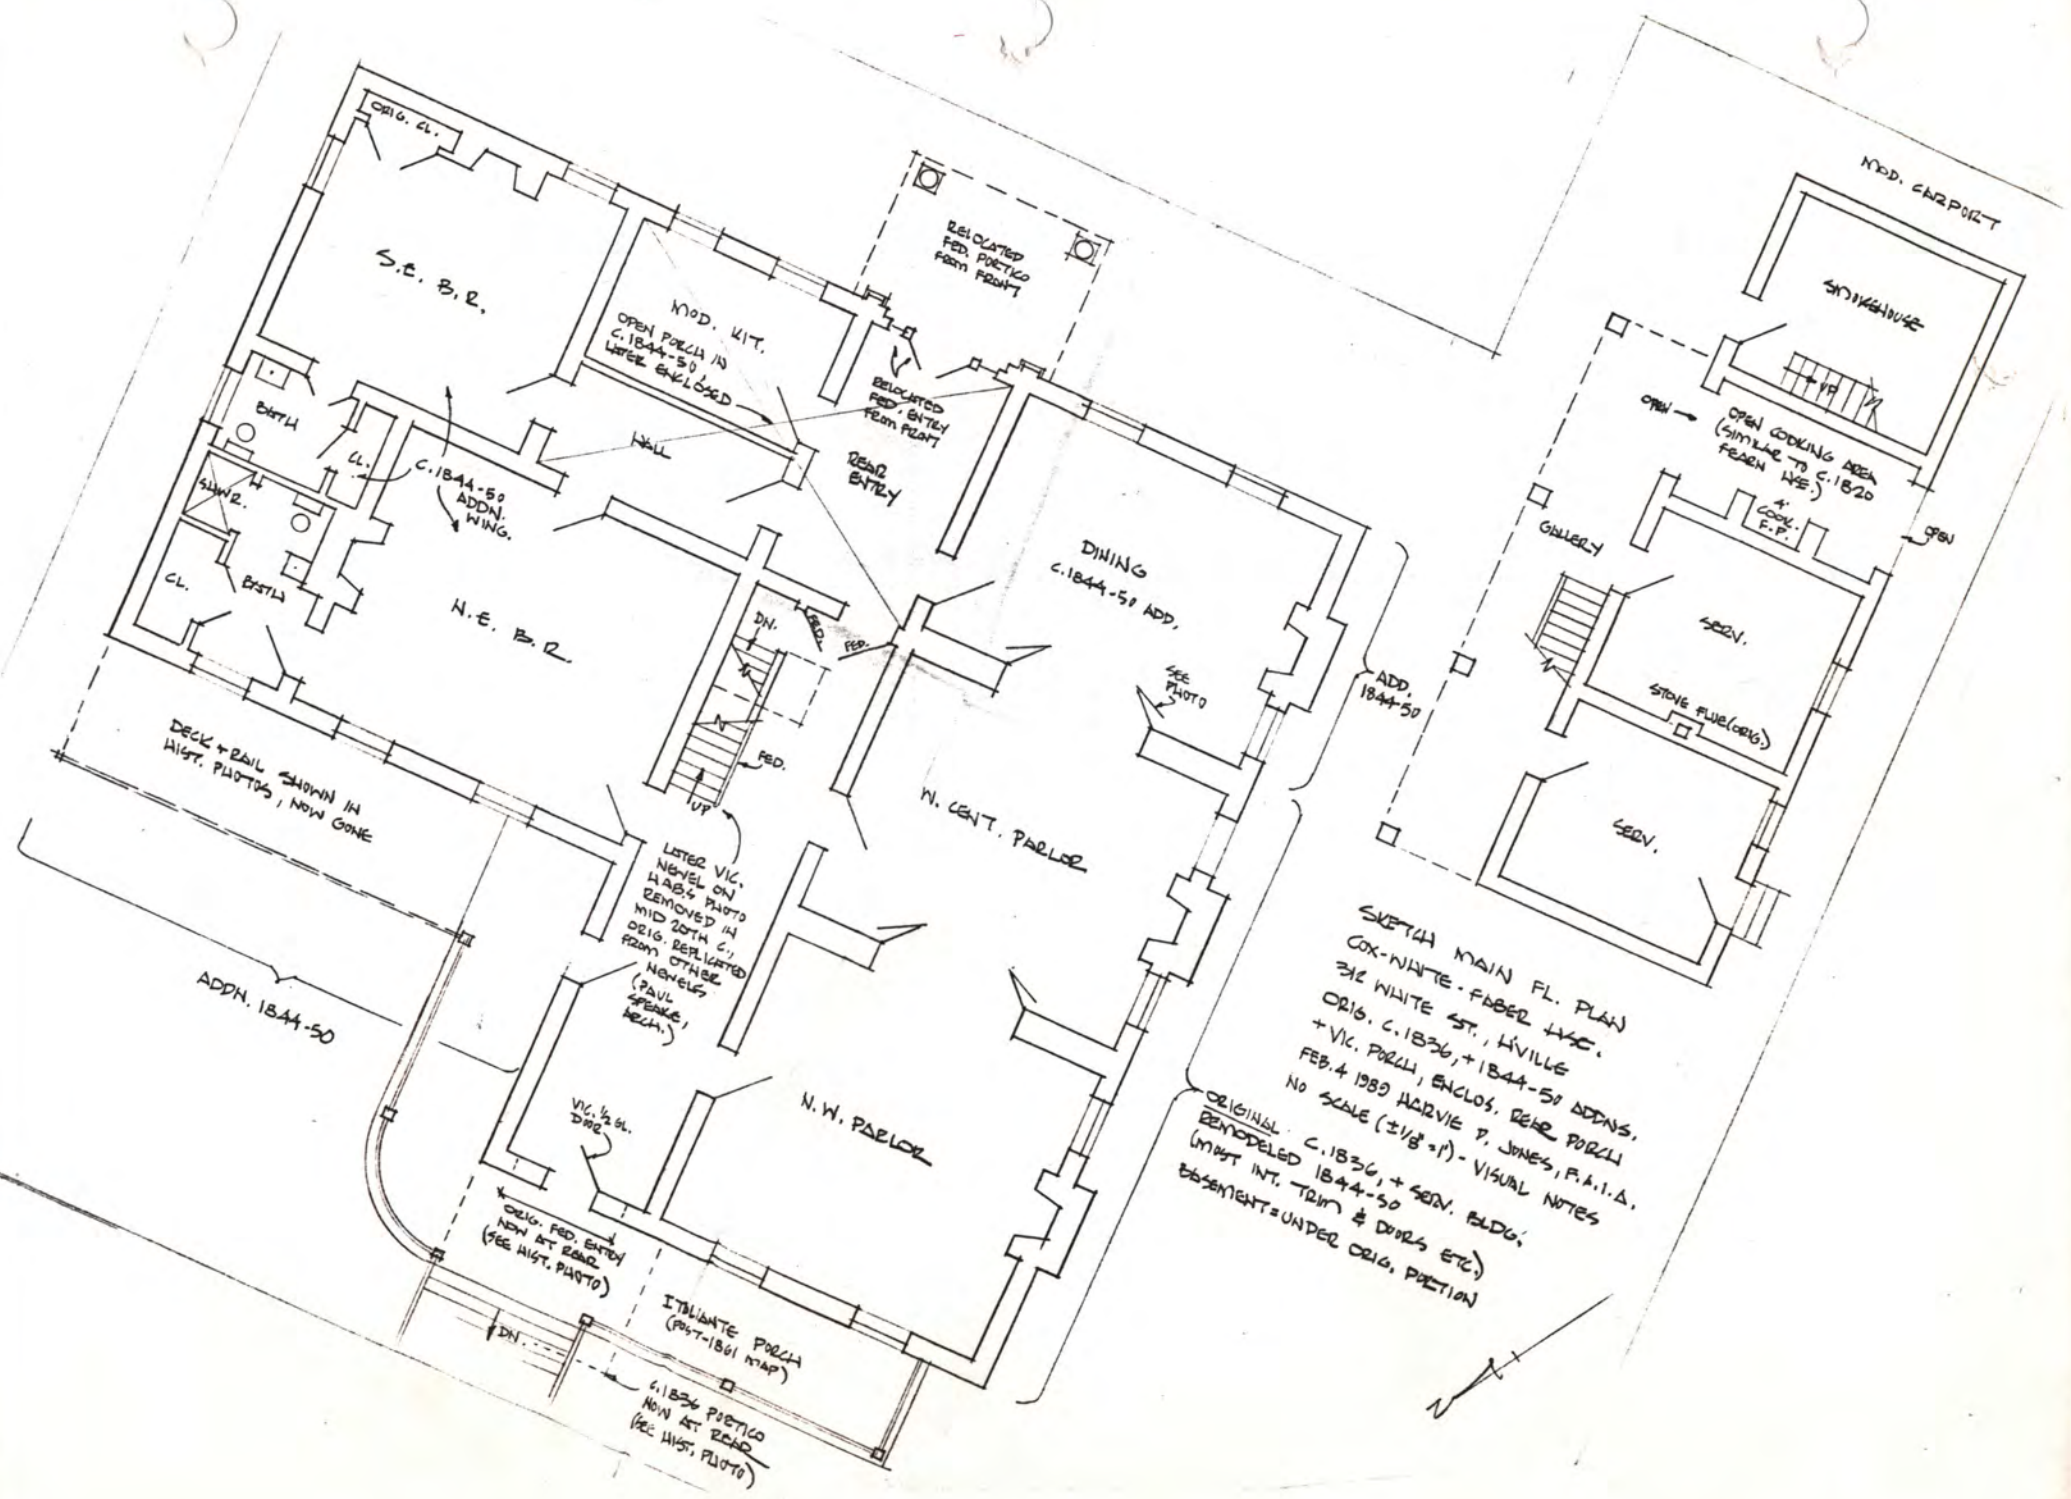 ORIG. CL.
S.E. B.R.
MOD. KIT.
OPEN PORCH IN
C.1844-50,
LATER ENCLOSED
RELOCATED
FED. PORTICO
FROM FRONT
RELOCATED
FED. ENTRY
FROM FRONT
REAR
ENTRY
HALL
BATH
CL.
C.1844-50
ADDN.
WING.
SHWR.
CL.
BATH
N.E. B.R.
DN.
FED.
FED.
FED.
UP
DINING
C.1844-50 ADD.
SEE
PHOTO
ADD.
1844-50
W. CENT. PARLOR
LATER VIC.
NEWEL ON
HABS PHOTO
REMOVED IN
MID 20TH C.,
ORIG. REPLICATED
FROM OTHER
NEWELS
(PAUL
SPEAKE,
ARCH.)
DECK & RAIL SHOWN IN
HIST. PHOTOS, NOW GONE
ADDN. 1844-50
VIC. ½ GL.
DOOR
N.W. PARLOR
ORIG. FED. ENTRY
NOW AT REAR
(SEE HIST. PHOTO)
ITALIANTE PORCH
(POST-1861 MAP)
DN.
C.1836 PORTICO
NOW AT REAR
(SEE HIST. PHOTO)
MOD. CARPORT
SMOKEHOUSE
UP
OPEN
OPEN COOKING AREA
(SIMILAR TO C.1820
FEARN HSE.)
4'
COOK.
F.P.
OPEN
GALLERY
SERV.
STOVE FLUE (ORIG.)
SERV.
SKETCH MAIN FL. PLAN
COX-WHITE-FABER HSE.
312 WHITE ST., H'VILLE
ORIG. C.1836, + 1844-50 ADDNS.
+ VIC. PORCH, ENCLOS. REAR PORCH
FEB. 4 1989 HARVIE P. JONES, F.A.I.A.
NO SCALE (±1/8"=1') - VISUAL NOTES
ORIGINAL C.1836, + SERV. BLDG.
REMODELED 1844-50
(MOST INT. TRIM & DOORS ETC.)
BASEMENT = UNDER ORIG. PORTION
N